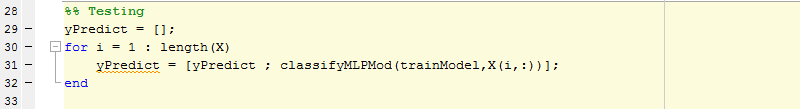 28 %% Testing
29 - yPredict = [];
30 - for i = 1 : length(X)
31 - yPredict = [yPredict ; classifyMLPMod(trainModel,X(i,:))];
32 - end
33